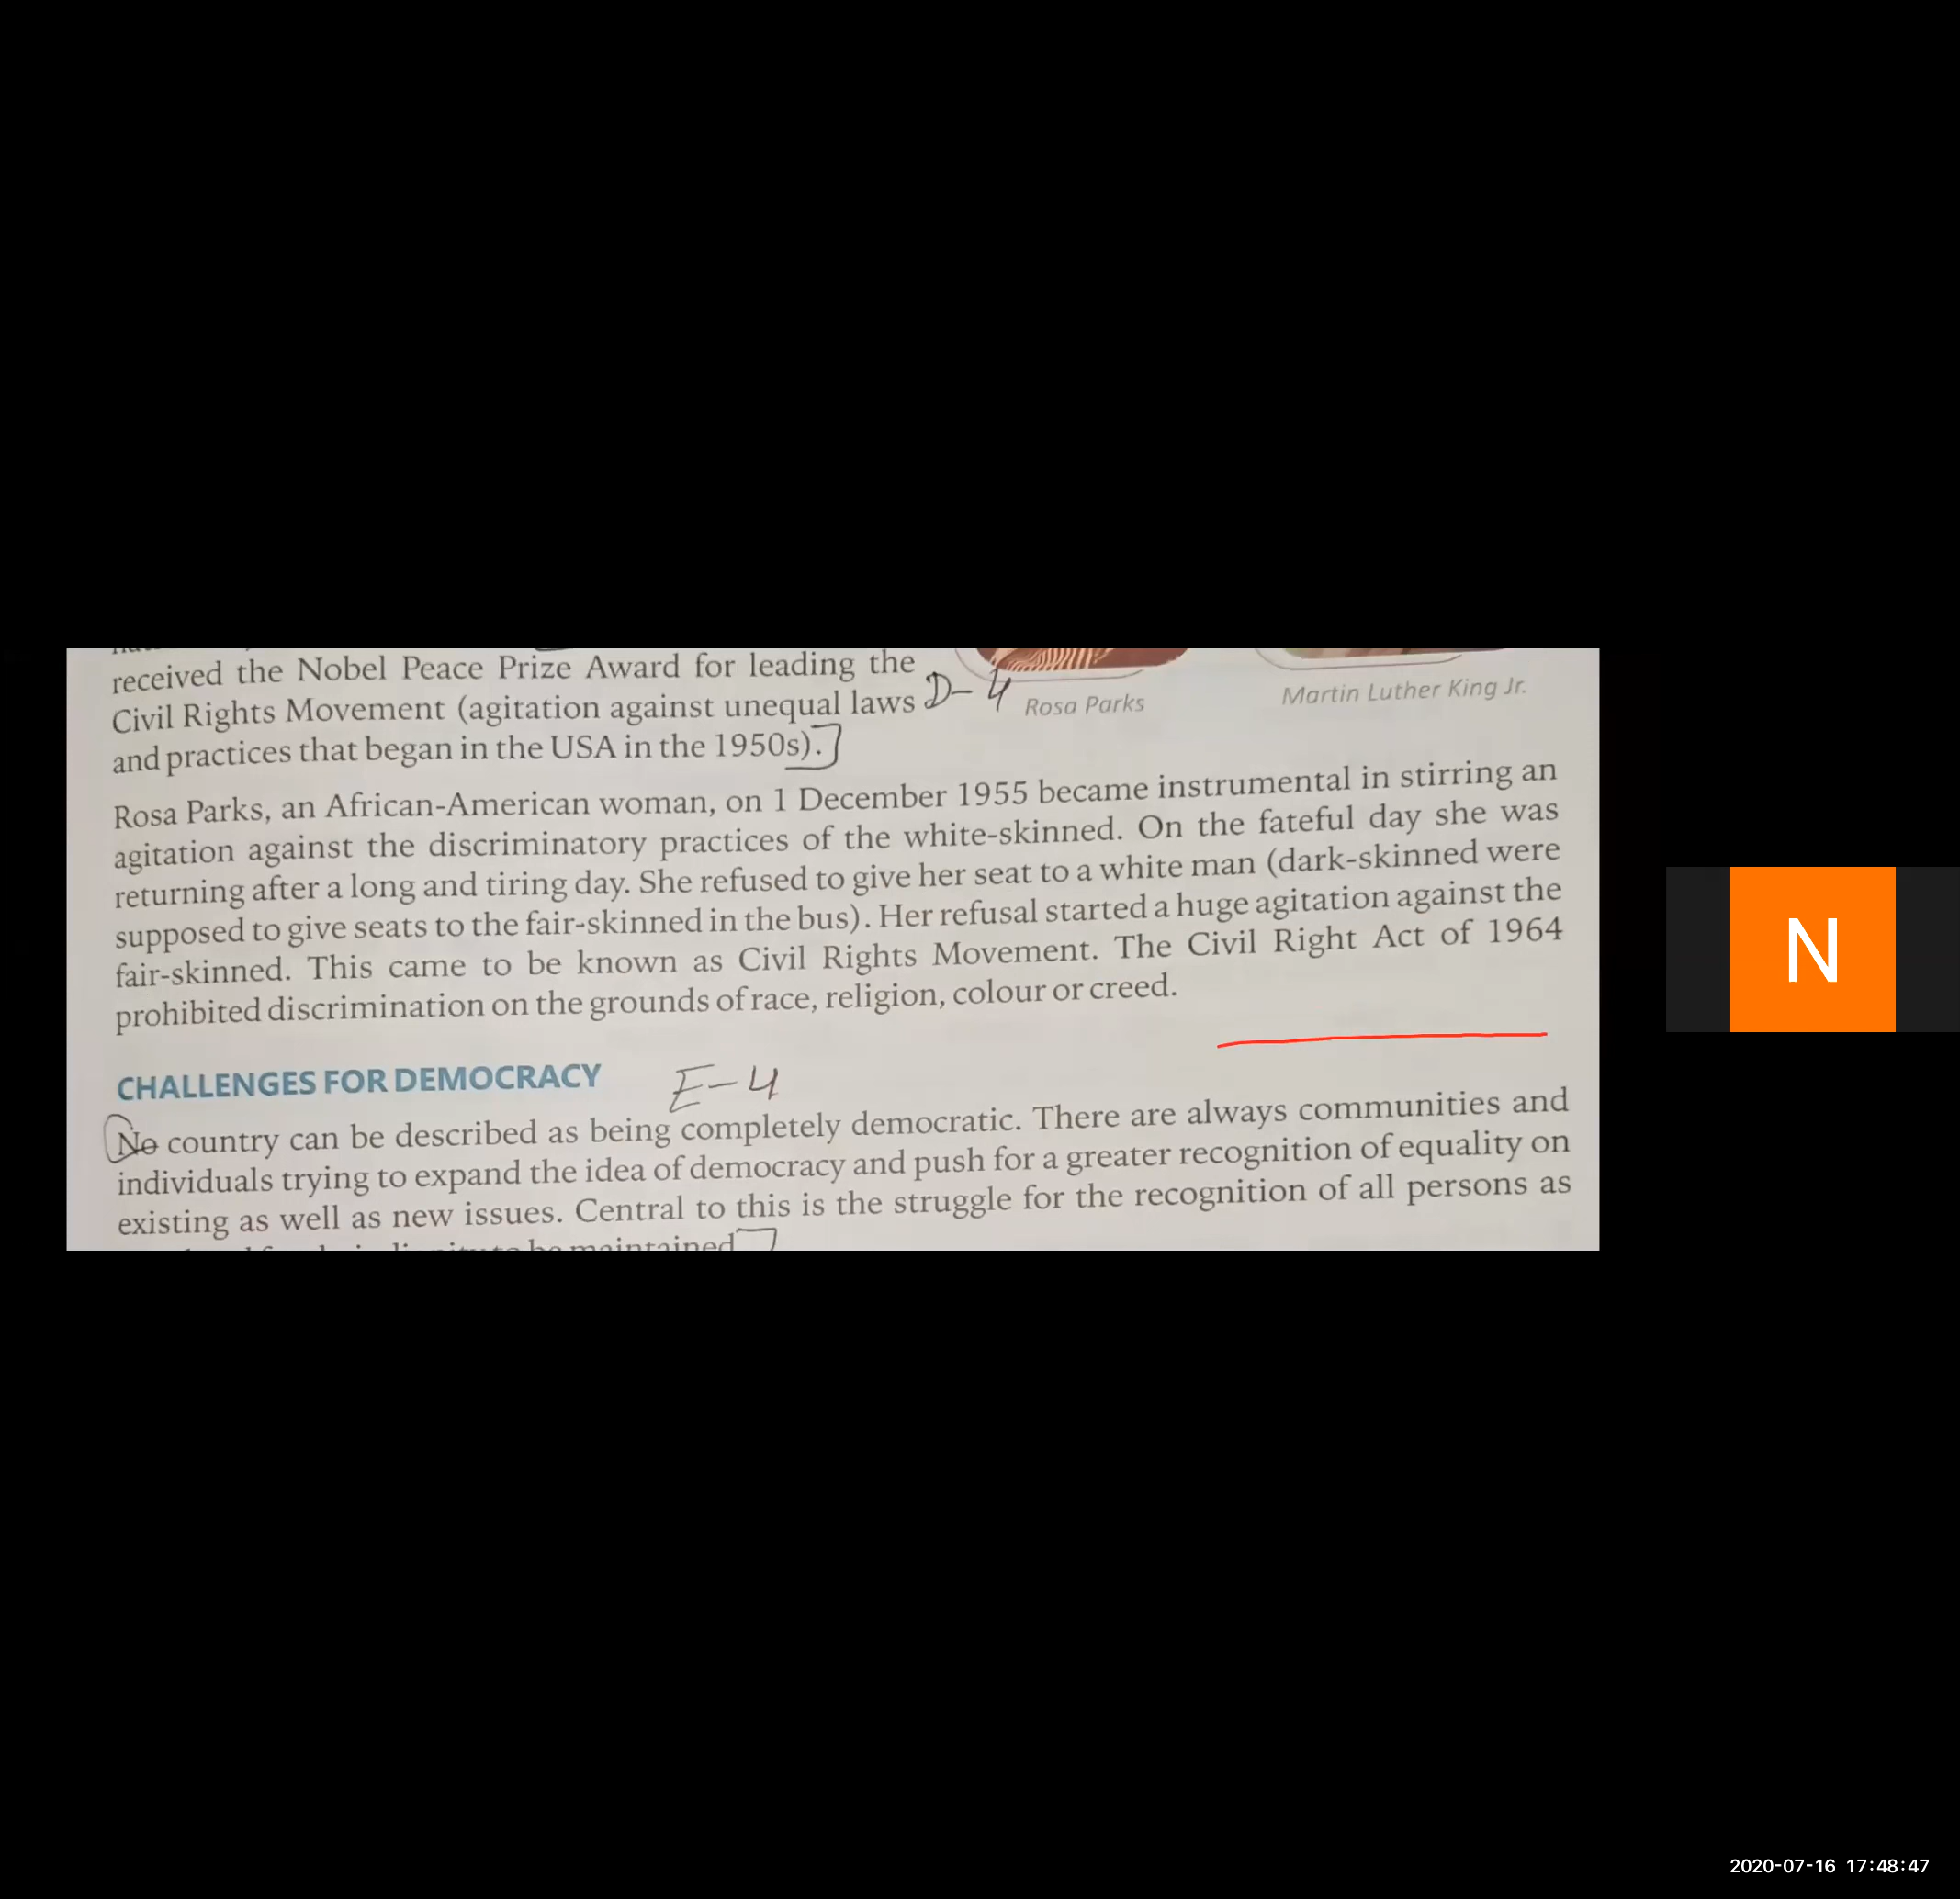 received the Nobel Peace Prize Award for leading the
Civil Rights Movement (agitation against unequal laws D-4
and practices that began in the USA in the 1950s).
Rosa Parks
Martin Luther King Jr.
Rosa Parks, an African-American woman, on 1 December 1955 became instrumental in stirring an
agitation against the discriminatory practices of the white-skinned. On the fateful day she was
returning after a long and tiring day. She refused to give her seat to a white man (dark-skinned were
supposed to give seats to the fair-skinned in the bus). Her refusal started a huge agitation against the
fair-skinned. This came to be known as Civil Rights Movement. The Civil Right Act of 1964
prohibited discrimination on the grounds of race, religion, colour or creed.
CHALLENGES FOR DEMOCRACY E-4
No country can be described as being completely democratic. There are always communities and
individuals trying to expand the idea of democracy and push for a greater recognition of equality on
existing as well as new issues. Central to this is the struggle for the recognition of all persons as
be maintained
N
2020-07-16 17:48:47